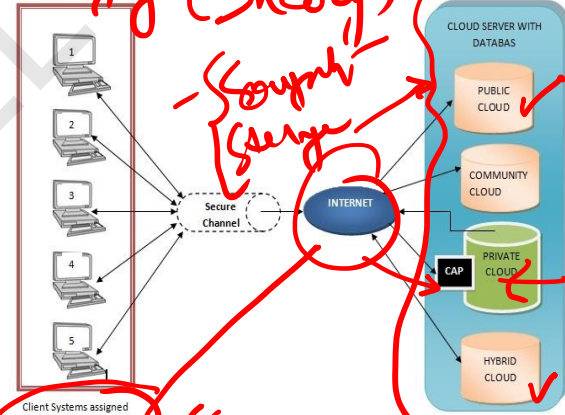 CLOUD SERVER WITH
DATABAS
1
PUBLIC
CLOUD
2
COMMUNITY
CLOUD
3
Secure
Channel
INTERNET
4
CAP
PRIVATE
CLOUD
5
HYBRID
CLOUD
Client Systems assigned